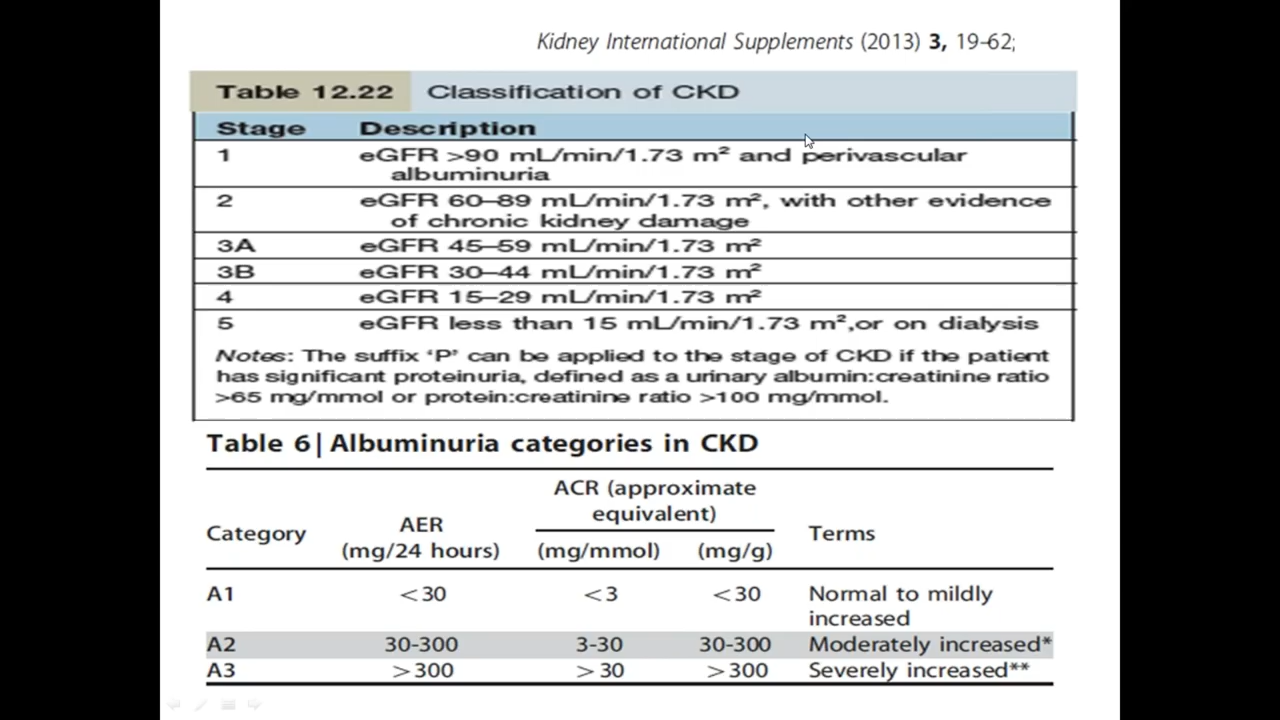 Kidney International Supplements (2013) 3, 19–62;
Table 12.22 Classification of CKD
Stage Description
1 eGFR >90 mL/min/1.73 m² and perivascular
albuminuria
2 eGFR 60–89 mL/min/1.73 m², with other evidence
of chronic kidney damage
3A eGFR 45–59 mL/min/1.73 m²
3B eGFR 30–44 mL/min/1.73 m²
4 eGFR 15–29 mL/min/1.73 m²
5 eGFR less than 15 mL/min/1.73 m²,or on dialysis
Notes: The suffix ‘P’ can be applied to the stage of CKD if the patient
has significant proteinuria, defined as a urinary albumin:creatinine ratio
>65 mg/mmol or protein:creatinine ratio >100 mg/mmol.
Table 6 | Albuminuria categories in CKD
ACR (approximate
equivalent)
Category AER (mg/24 hours) (mg/mmol) (mg/g) Terms
A1 <30 <3 <30 Normal to mildly
increased
A2 30-300 3-30 30-300 Moderately increased*
A3 >300 >30 >300 Severely increased**